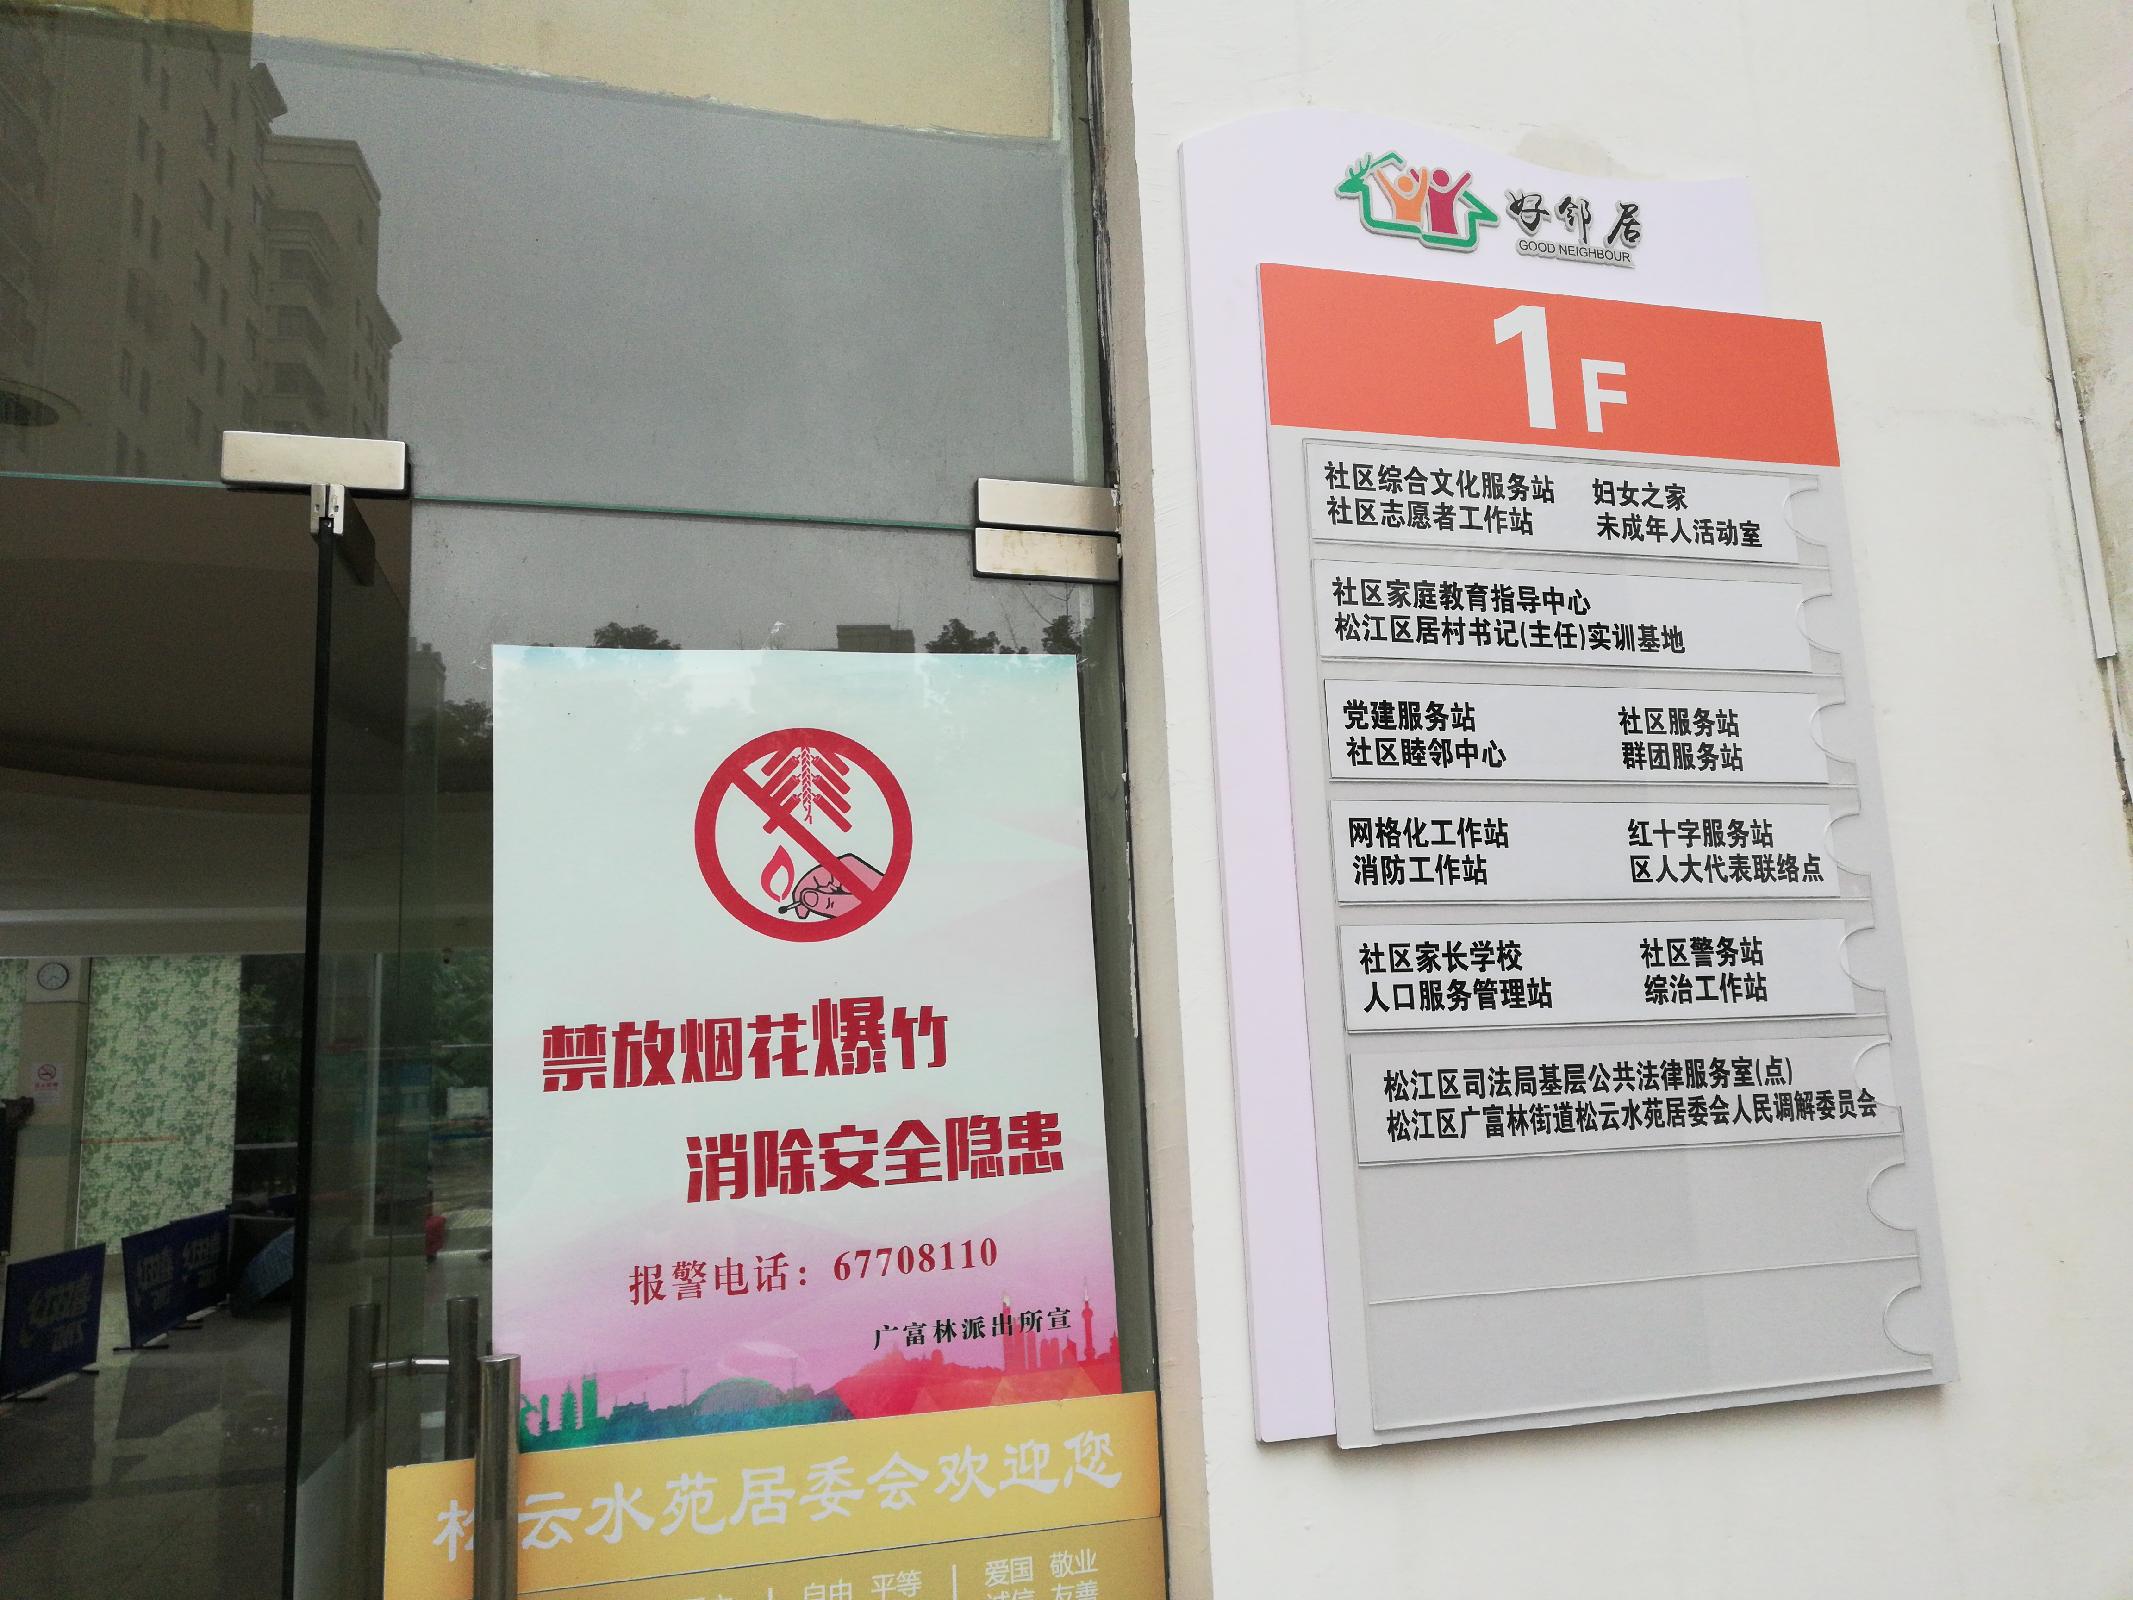 禁放烟花爆竹
消除安全隐患
报警电话：67708110
广富林派出所宣
松云水苑居委会欢迎您
自由 平等
爱国 敬业
诚信 友善
好邻居
GOOD NEIGHBOUR
1F
社区综合文化服务站 妇女之家
社区志愿者工作站 未成年人活动室
社区家庭教育指导中心
松江区居村书记(主任)实训基地
党建服务站 社区服务站
社区睦邻中心 群团服务站
网格化工作站 红十字服务站
消防工作站 区人大代表联络点
社区家长学校 社区警务站
人口服务管理站 综治工作站
松江区司法局基层公共法律服务室(点)
松江区广富林街道松云水苑居委会人民调解委员会